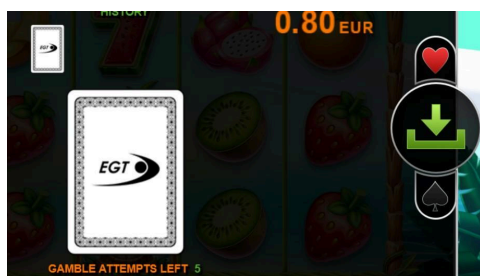 HISTORY
0.80 EUR
EGT
EGT
GAMBLE ATTEMPTS LEFT 5